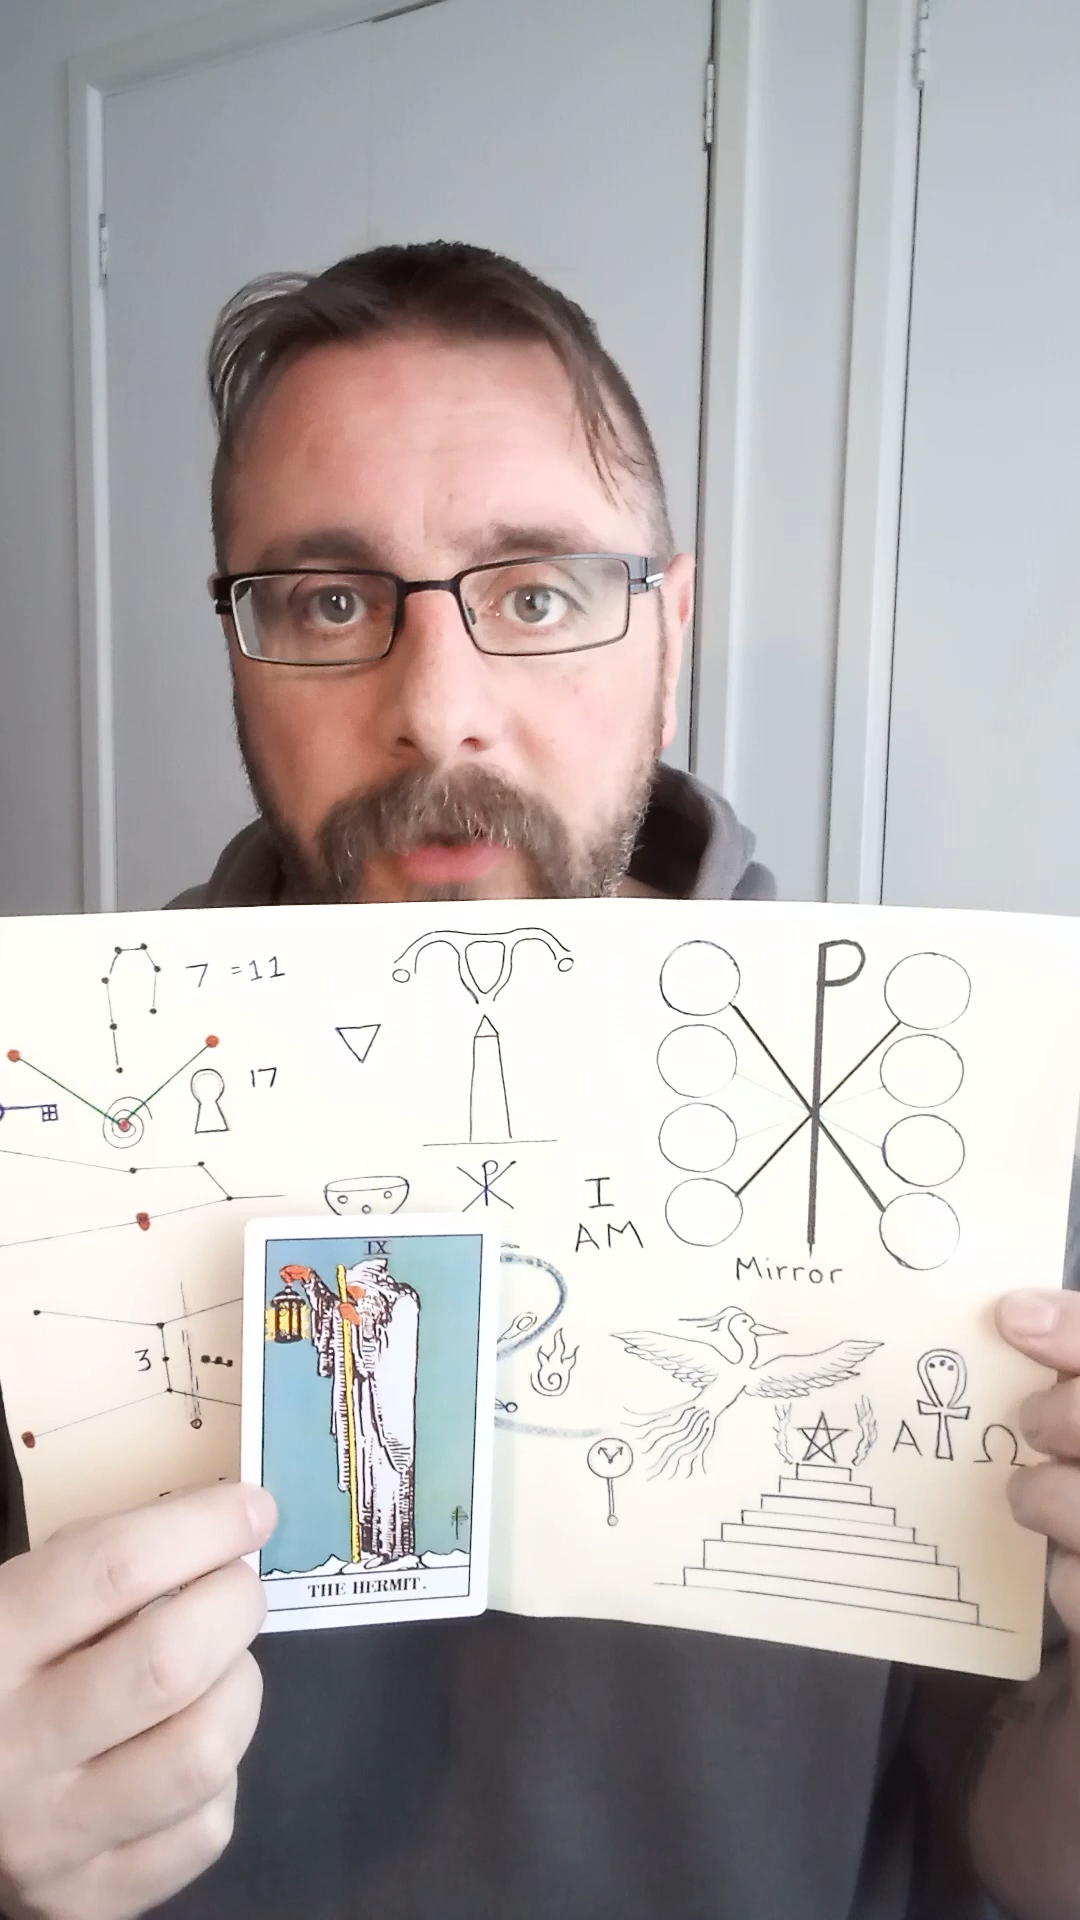 7 = 11
17
P
I
AM
Mirror
3
IX
THE HERMIT.
A Ω